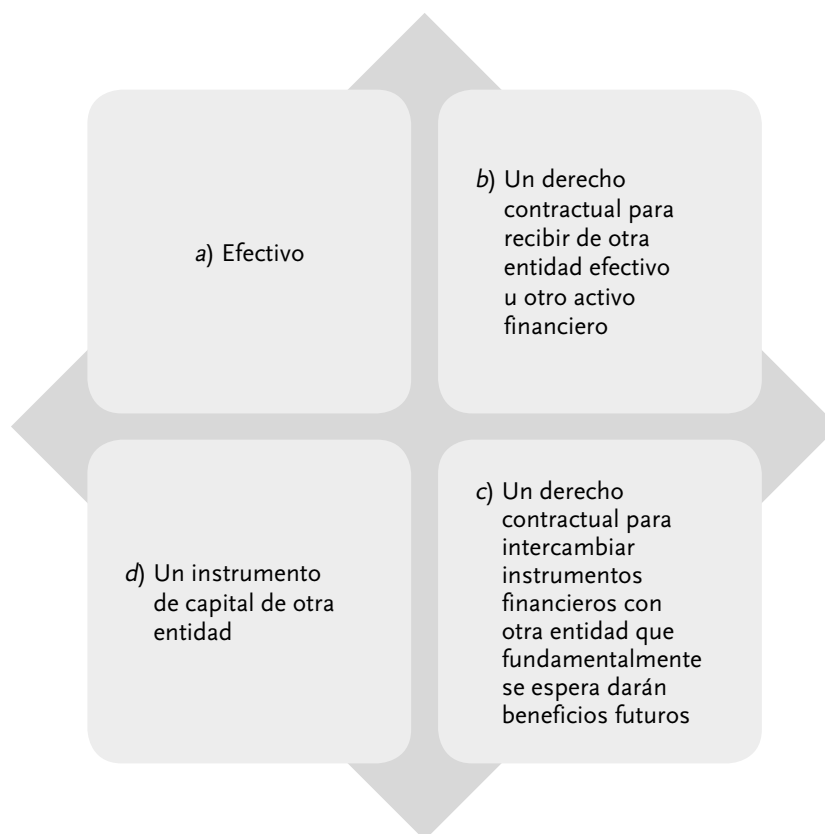 a) Efectivo
b) Un derecho
contractual para
recibir de otra
entidad efectivo
u otro activo
financiero
c) Un derecho
contractual para
intercambiar
instrumentos
financieros con
otra entidad que
fundamentalmente
se espera darán
beneficios futuros
d) Un instrumento
de capital de otra
entidad